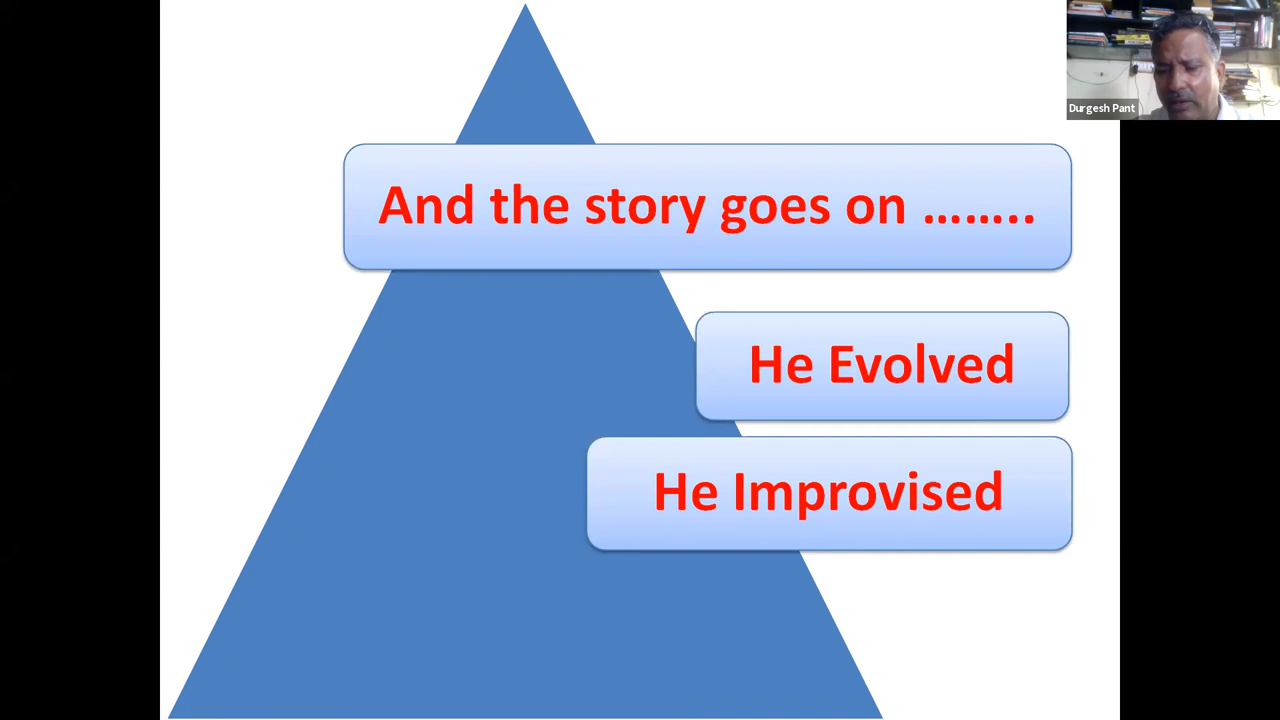 Durgesh Pant
And the story goes on ……..
He Evolved
He Improvised